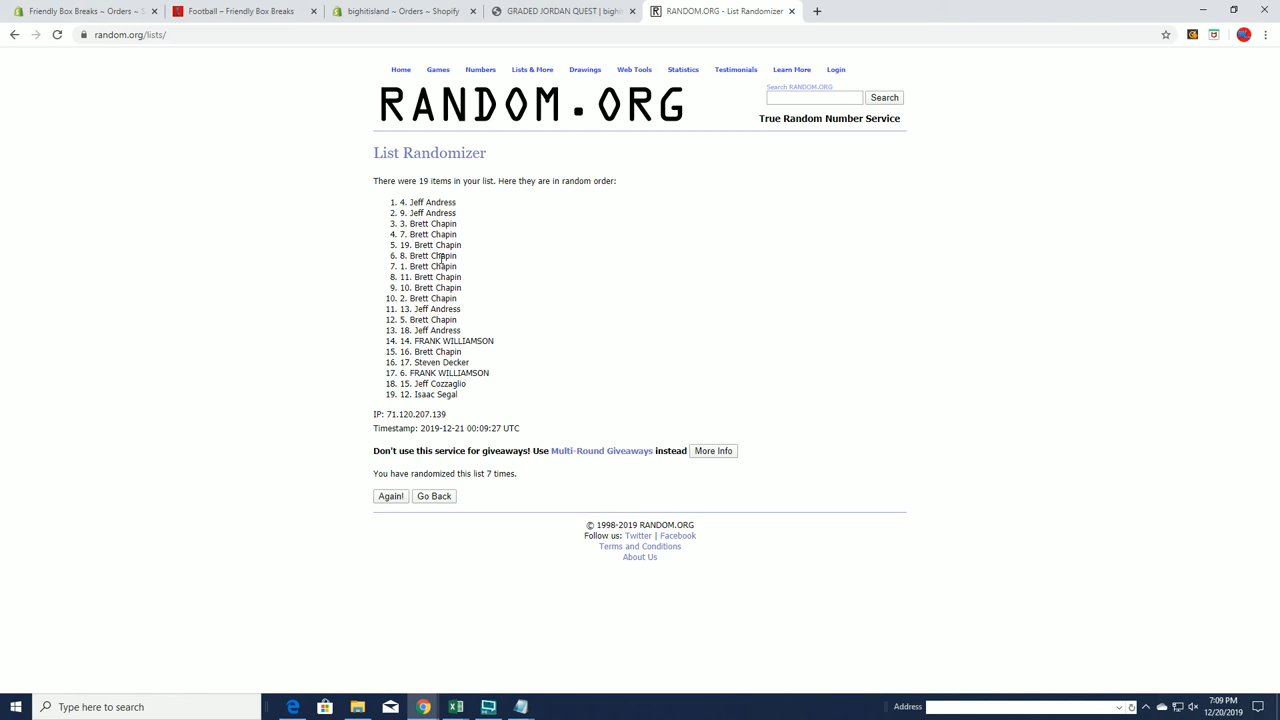 Friendly Box Breaks ~ Orders ~ S
Football – Friendly Box Breaks
bighitisland ~ Orders ~ Shopify
GRADED JORDAN QUEST | bighit
RANDOM.ORG - List Randomizer
random.org/lists/
Home Games Numbers Lists & More Drawings Web Tools Statistics Testimonials Learn More Login
Search RANDOM.ORG
RANDOM.ORG
Search
True Random Number Service
List Randomizer
There were 19 items in your list. Here they are in random order:
1. 4. Jeff Andress
2. 9. Jeff Andress
3. 3. Brett Chapin
4. 7. Brett Chapin
5. 19. Brett Chapin
6. 8. Brett Chapin
7. 1. Brett Chapin
8. 11. Brett Chapin
9. 10. Brett Chapin
10. 2. Brett Chapin
11. 13. Jeff Andress
12. 5. Brett Chapin
13. 18. Jeff Andress
14. 14. FRANK WILLIAMSON
15. 16. Brett Chapin
16. 17. Steven Decker
17. 6. FRANK WILLIAMSON
18. 15. Jeff Cozzaglio
19. 12. Isaac Segal
IP: 71.120.207.139
Timestamp: 2019-12-21 00:09:27 UTC
Don't use this service for giveaways! Use Multi-Round Giveaways instead More Info
You have randomized this list 7 times.
Again! Go Back
© 1998-2019 RANDOM.ORG
Follow us: Twitter | Facebook
Terms and Conditions
About Us
Type here to search
Address
7:09 PM
12/20/2019